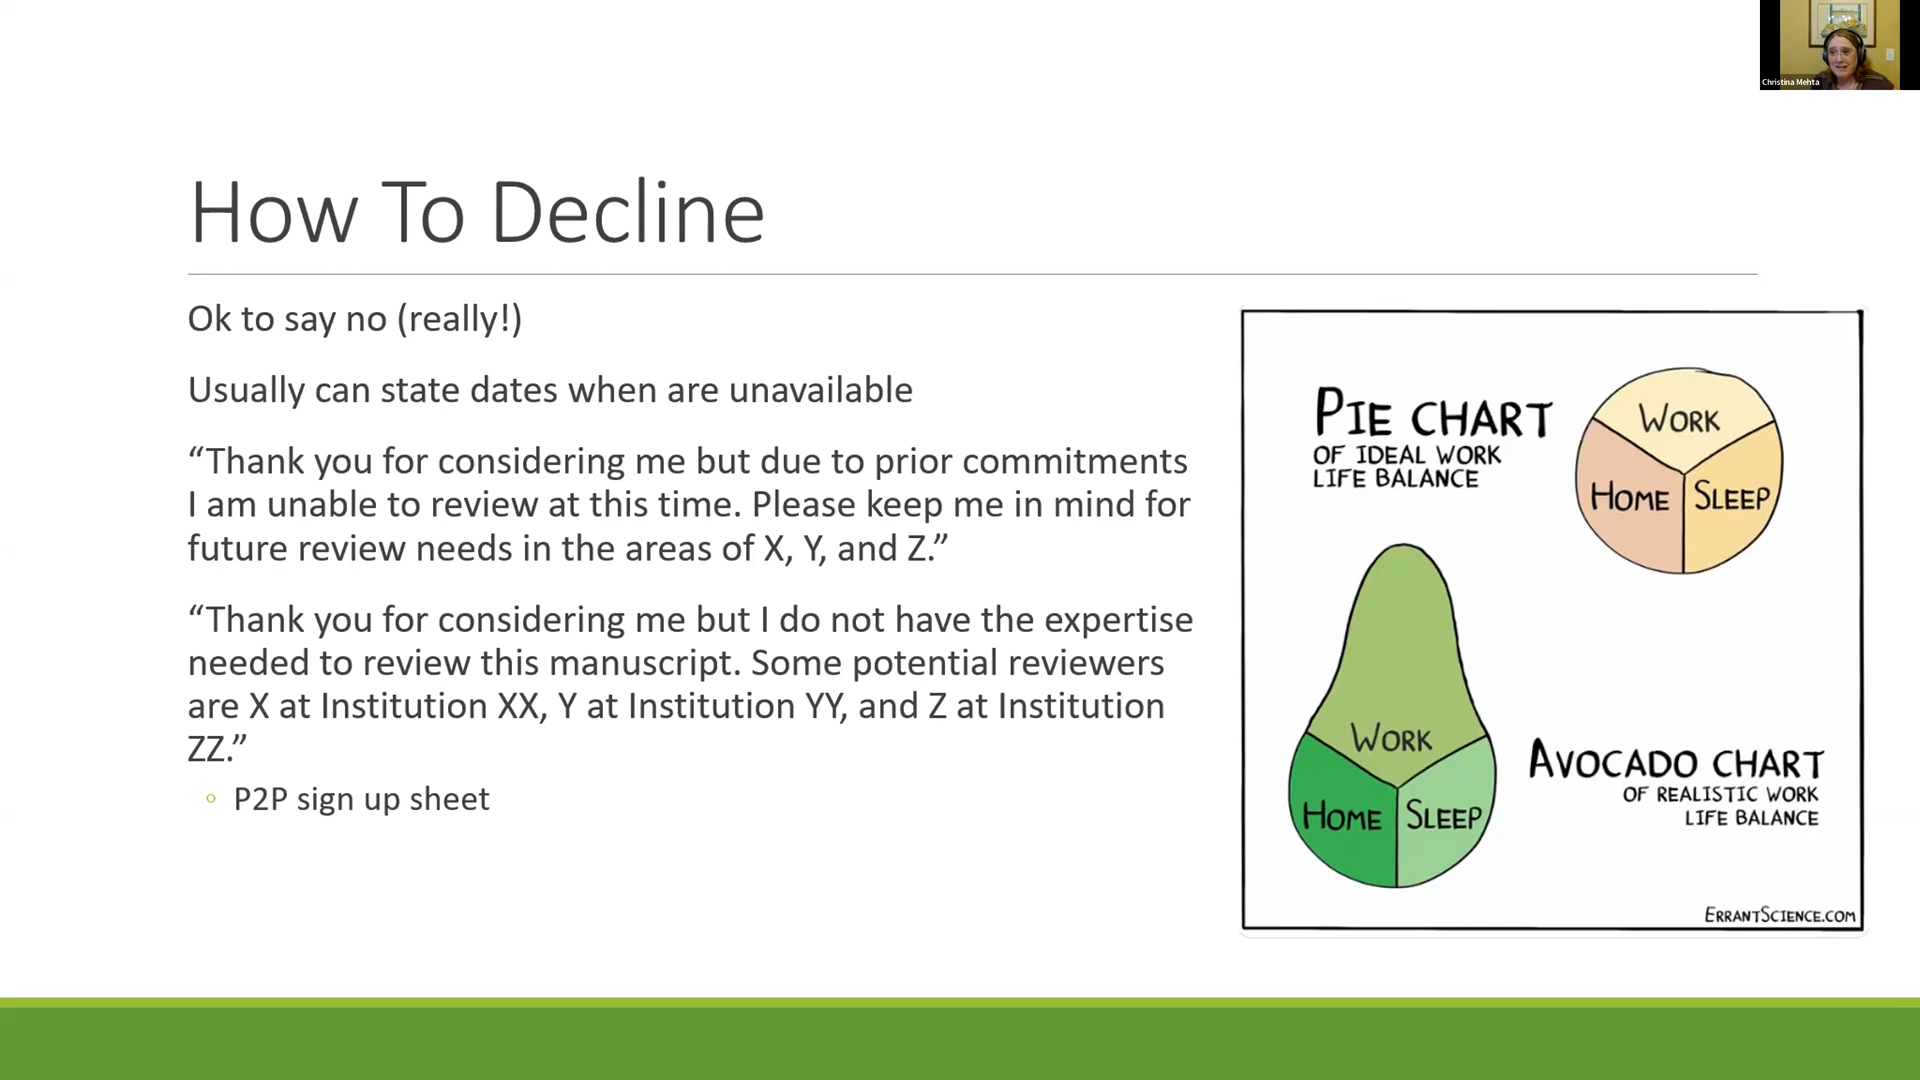 Christina Mehta
How To Decline
Ok to say no (really!)
Usually can state dates when are unavailable
“Thank you for considering me but due to prior commitments
I am unable to review at this time. Please keep me in mind for
future review needs in the areas of X, Y, and Z.”
“Thank you for considering me but I do not have the expertise
needed to review this manuscript. Some potential reviewers
are X at Institution XX, Y at Institution YY, and Z at Institution
ZZ.”
P2P sign up sheet
PIE CHART
OF IDEAL WORK
LIFE BALANCE
WORK
HOME
SLEEP
WORK
HOME
SLEEP
AVOCADO CHART
OF REALISTIC WORK
LIFE BALANCE
ERRANTSCIENCE.COM